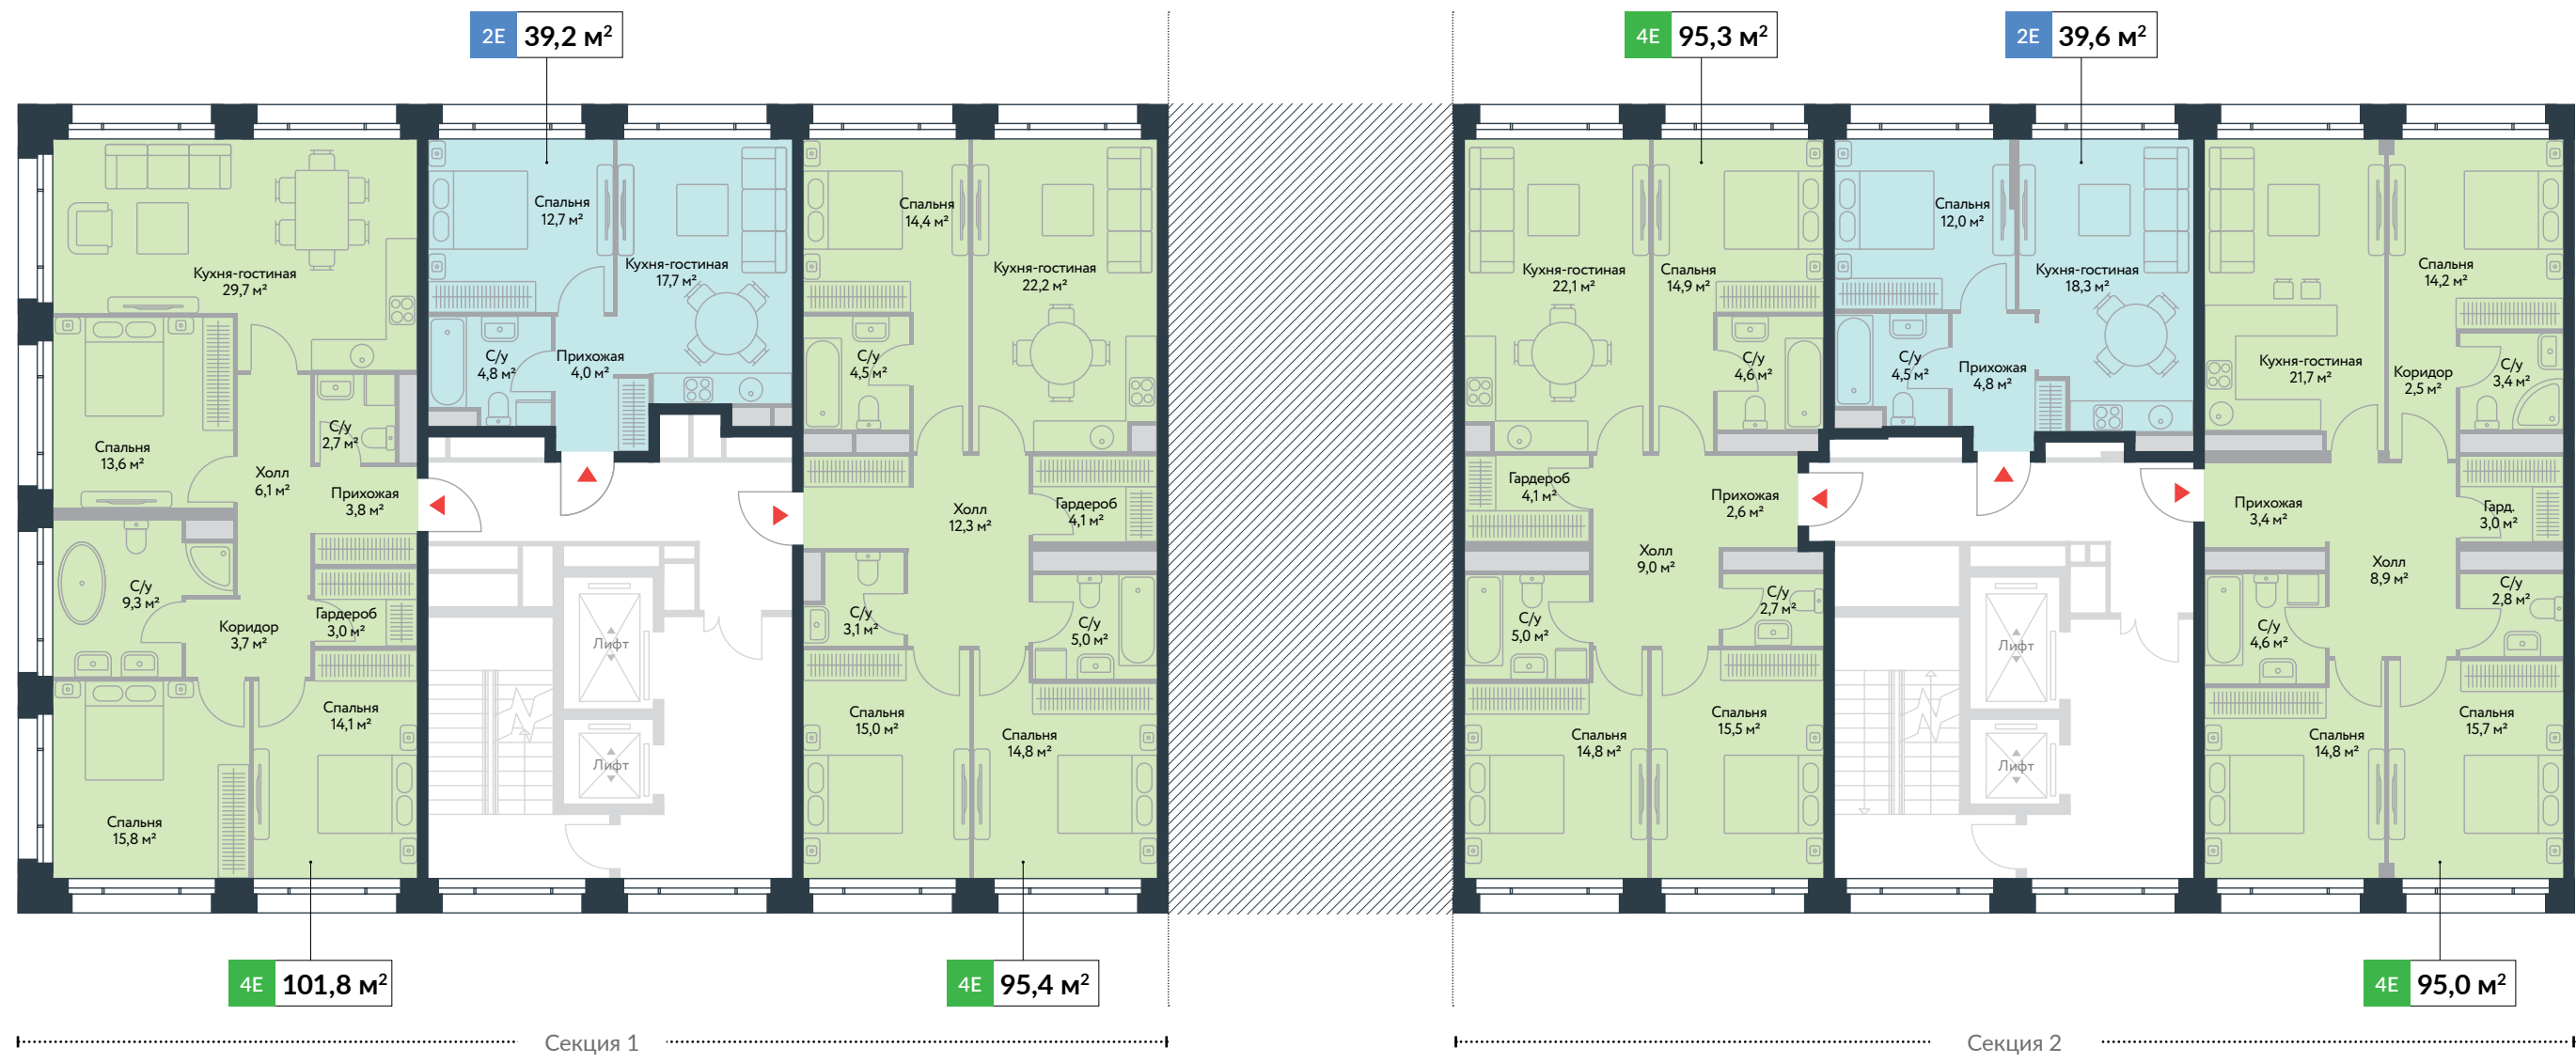 2E 39,2 м²
4E 95,3 м²
2E 39,6 м²
Кухня-гостиная
29,7 м²
Спальня
13,6 м²
С/у
2,7 м²
Холл
6,1 м²
Прихожая
3,8 м²
С/у
9,3 м²
Гардероб
3,0 м²
Коридор
3,7 м²
Спальня
14,1 м²
Спальня
15,8 м²
Спальня
12,7 м²
Кухня-гостиная
17,7 м²
С/у
4,8 м²
Прихожая
4,0 м²
Лифт
Лифт
Спальня
14,4 м²
Кухня-гостиная
22,2 м²
С/у
4,5 м²
Холл
12,3 м²
Гардероб
4,1 м²
С/у
3,1 м²
С/у
5,0 м²
Спальня
15,0 м²
Спальня
14,8 м²
Кухня-гостиная
22,1 м²
Спальня
14,9 м²
С/у
4,6 м²
Гардероб
4,1 м²
Прихожая
2,6 м²
Холл
9,0 м²
С/у
5,0 м²
С/у
2,7 м²
Спальня
14,8 м²
Спальня
15,5 м²
Спальня
12,0 м²
Кухня-гостиная
18,3 м²
С/у
4,5 м²
Прихожая
4,8 м²
Лифт
Лифт
Спальня
14,2 м²
Кухня-гостиная
21,7 м²
Коридор
2,5 м²
С/у
3,4 м²
Прихожая
3,4 м²
Гард.
3,0 м²
Холл
8,9 м²
С/у
2,8 м²
С/у
4,6 м²
Спальня
14,8 м²
Спальня
15,7 м²
4E 101,8 м²
4E 95,4 м²
4E 95,0 м²
Секция 1
Секция 2